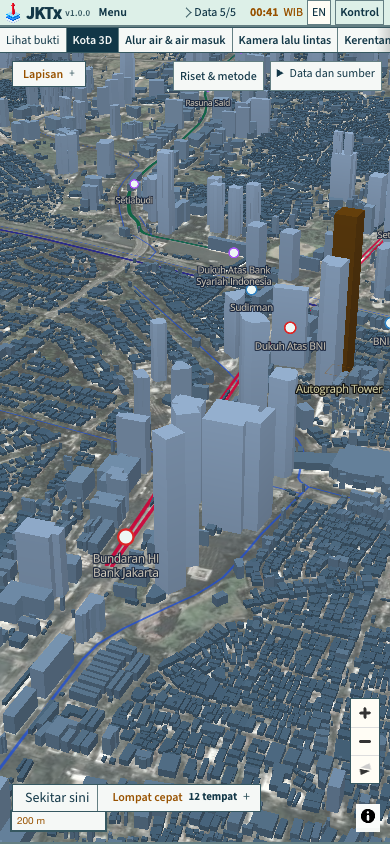 JKTx v1.0.0 Menu Data 5/5 00:41 WIB EN Kontrol
Lihat bukti Kota 3D Alur air & air masuk Kamera lalu lintas Kerentan
Lapisan + Riset & metode Data dan sumber
Rasuna Said
Setiabudi
Set
Dukuh Atas Bank
Syariah Indonesia
Sudirman
Dukuh Atas BNI
BNI
Autograph Tower
Bundaran HI
Bank Jakarta
+
−
Sekitar sini Lompat cepat 12 tempat +
200 m